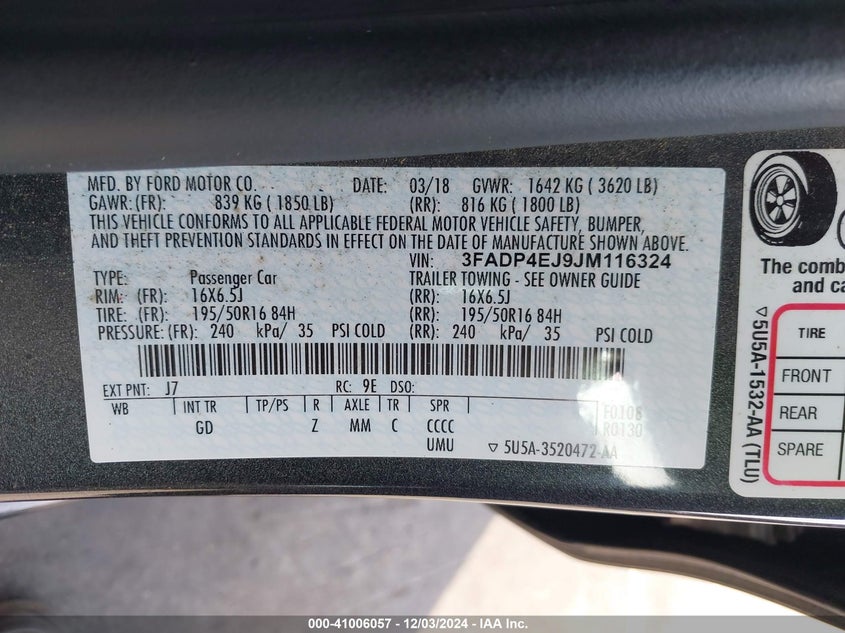 MFD. BY FORD MOTOR CO. DATE: 03/18 GVWR: 1642 KG ( 3620 LB)
GAWR: (FR): 839 KG ( 1850 LB) (RR): 816 KG ( 1800 LB)
THIS VEHICLE CONFORMS TO ALL APPLICABLE FEDERAL MOTOR VEHICLE SAFETY, BUMPER,
AND THEFT PREVENTION STANDARDS IN EFFECT ON THE DATE OF MANUFACTURE SHOWN ABOVE.
VIN: 3FADP4EJ9JM116324
TYPE: Passenger Car TRAILER TOWING - SEE OWNER GUIDE
RIM: (FR): 16X6.5J (RR): 16X6.5J
TIRE: (FR): 195/50R16 84H (RR): 195/50R16 84H
PRESSURE: (FR): 240 kPa/ 35 PSI COLD (RR): 240 kPa/ 35 PSI COLD
EXT PNT: J7 RC: 9E DSO:
WB INT TR TP/PS R AXLE TR SPR F0108
GD Z MM C CCCC R0130
UMU ▽ 5U5A-3520472-AA
The comb
and ca
▽5U5A-1532-AA (TLU)
TIRE
FRONT
REAR
SPARE
000-41006057 - 12/03/2024 - IAA Inc.